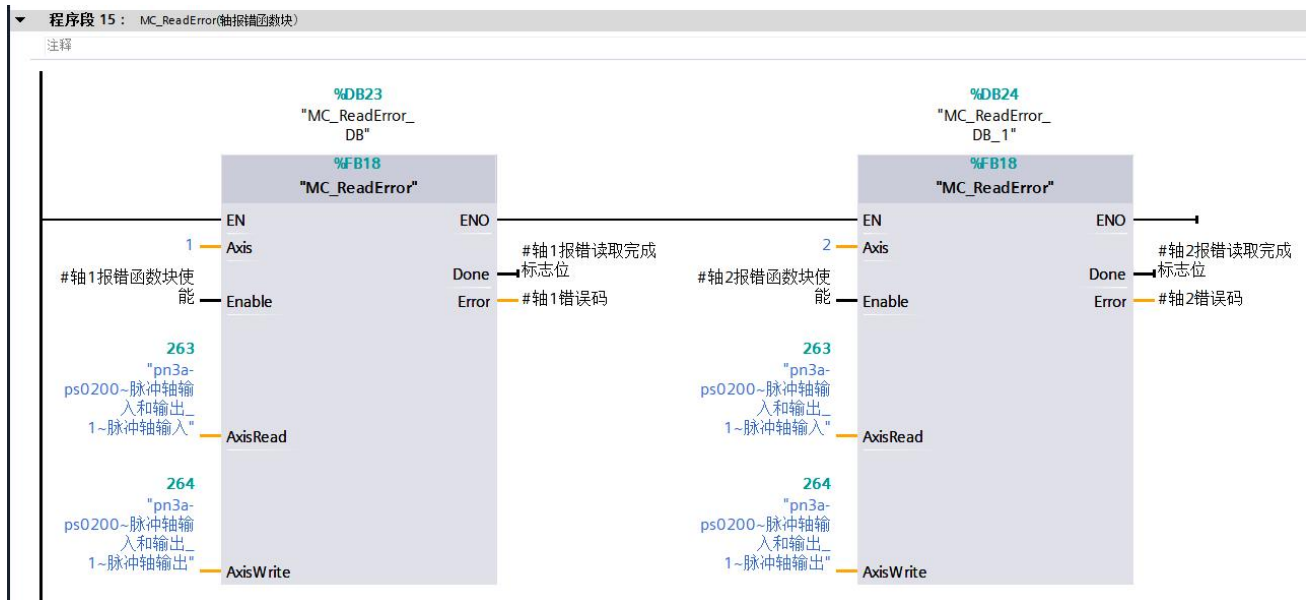 程序段 15： MC_ReadError(轴报错函数块）
注释
%DB23
"MC_ReadError_
DB"
%FB18
"MC_ReadError"
EN
ENO
1
Axis
#轴1报错读取完成
标志位
Done
#轴1报错函数块使
能
Enable
Error
#轴1错误码
263
"pn3a-
ps0200~脉冲轴输
入和输出_
1~脉冲轴输入"
AxisRead
264
"pn3a-
ps0200~脉冲轴输
入和输出_
1~脉冲轴输出"
AxisWrite
%DB24
"MC_ReadError_
DB_1"
%FB18
"MC_ReadError"
EN
ENO
2
Axis
#轴2报错读取完成
标志位
Done
#轴2报错函数块使
能
Enable
Error
#轴2错误码
263
"pn3a-
ps0200~脉冲轴输
入和输出_
1~脉冲轴输入"
AxisRead
264
"pn3a-
ps0200~脉冲轴输
入和输出_
1~脉冲轴输出"
AxisWrite